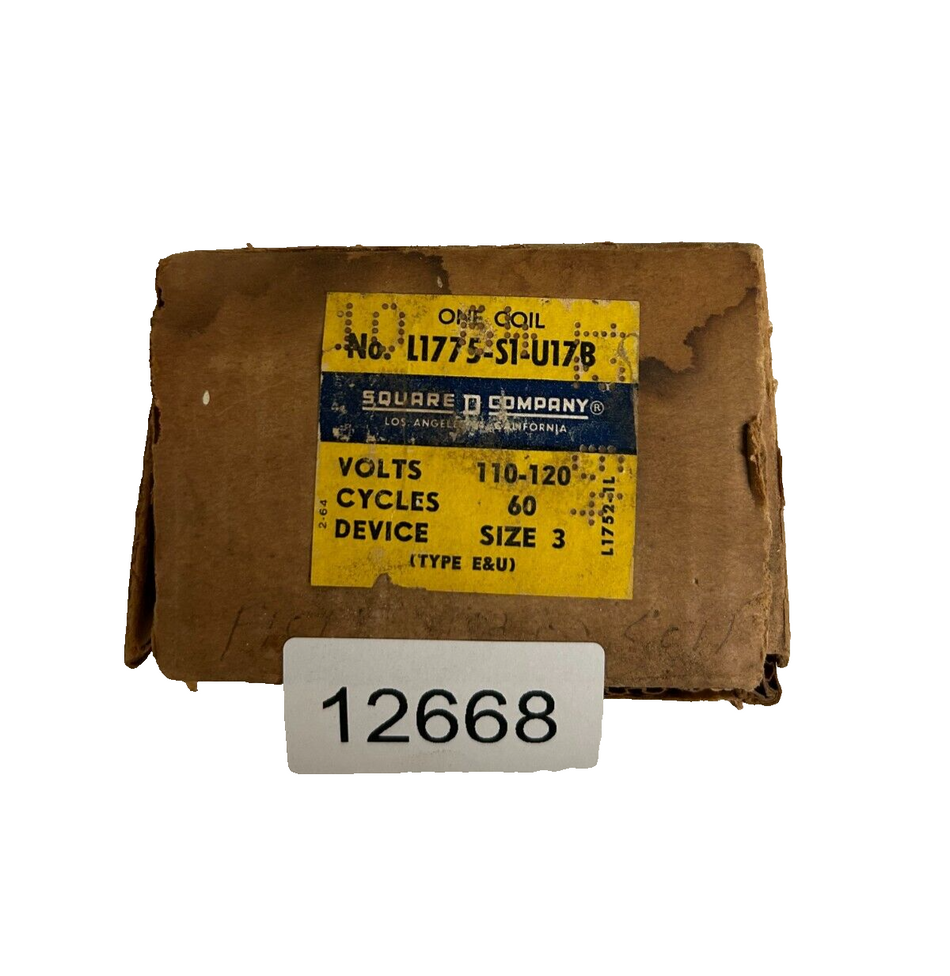 ONE COIL
No. L1775-S1-U17B
SQUARE D COMPANY®
LOS ANGELES, CALIFORNIA
VOLTS 110-120
CYCLES 60
DEVICE SIZE 3
(TYPE E&U)
2-64
L1752-1L
12668